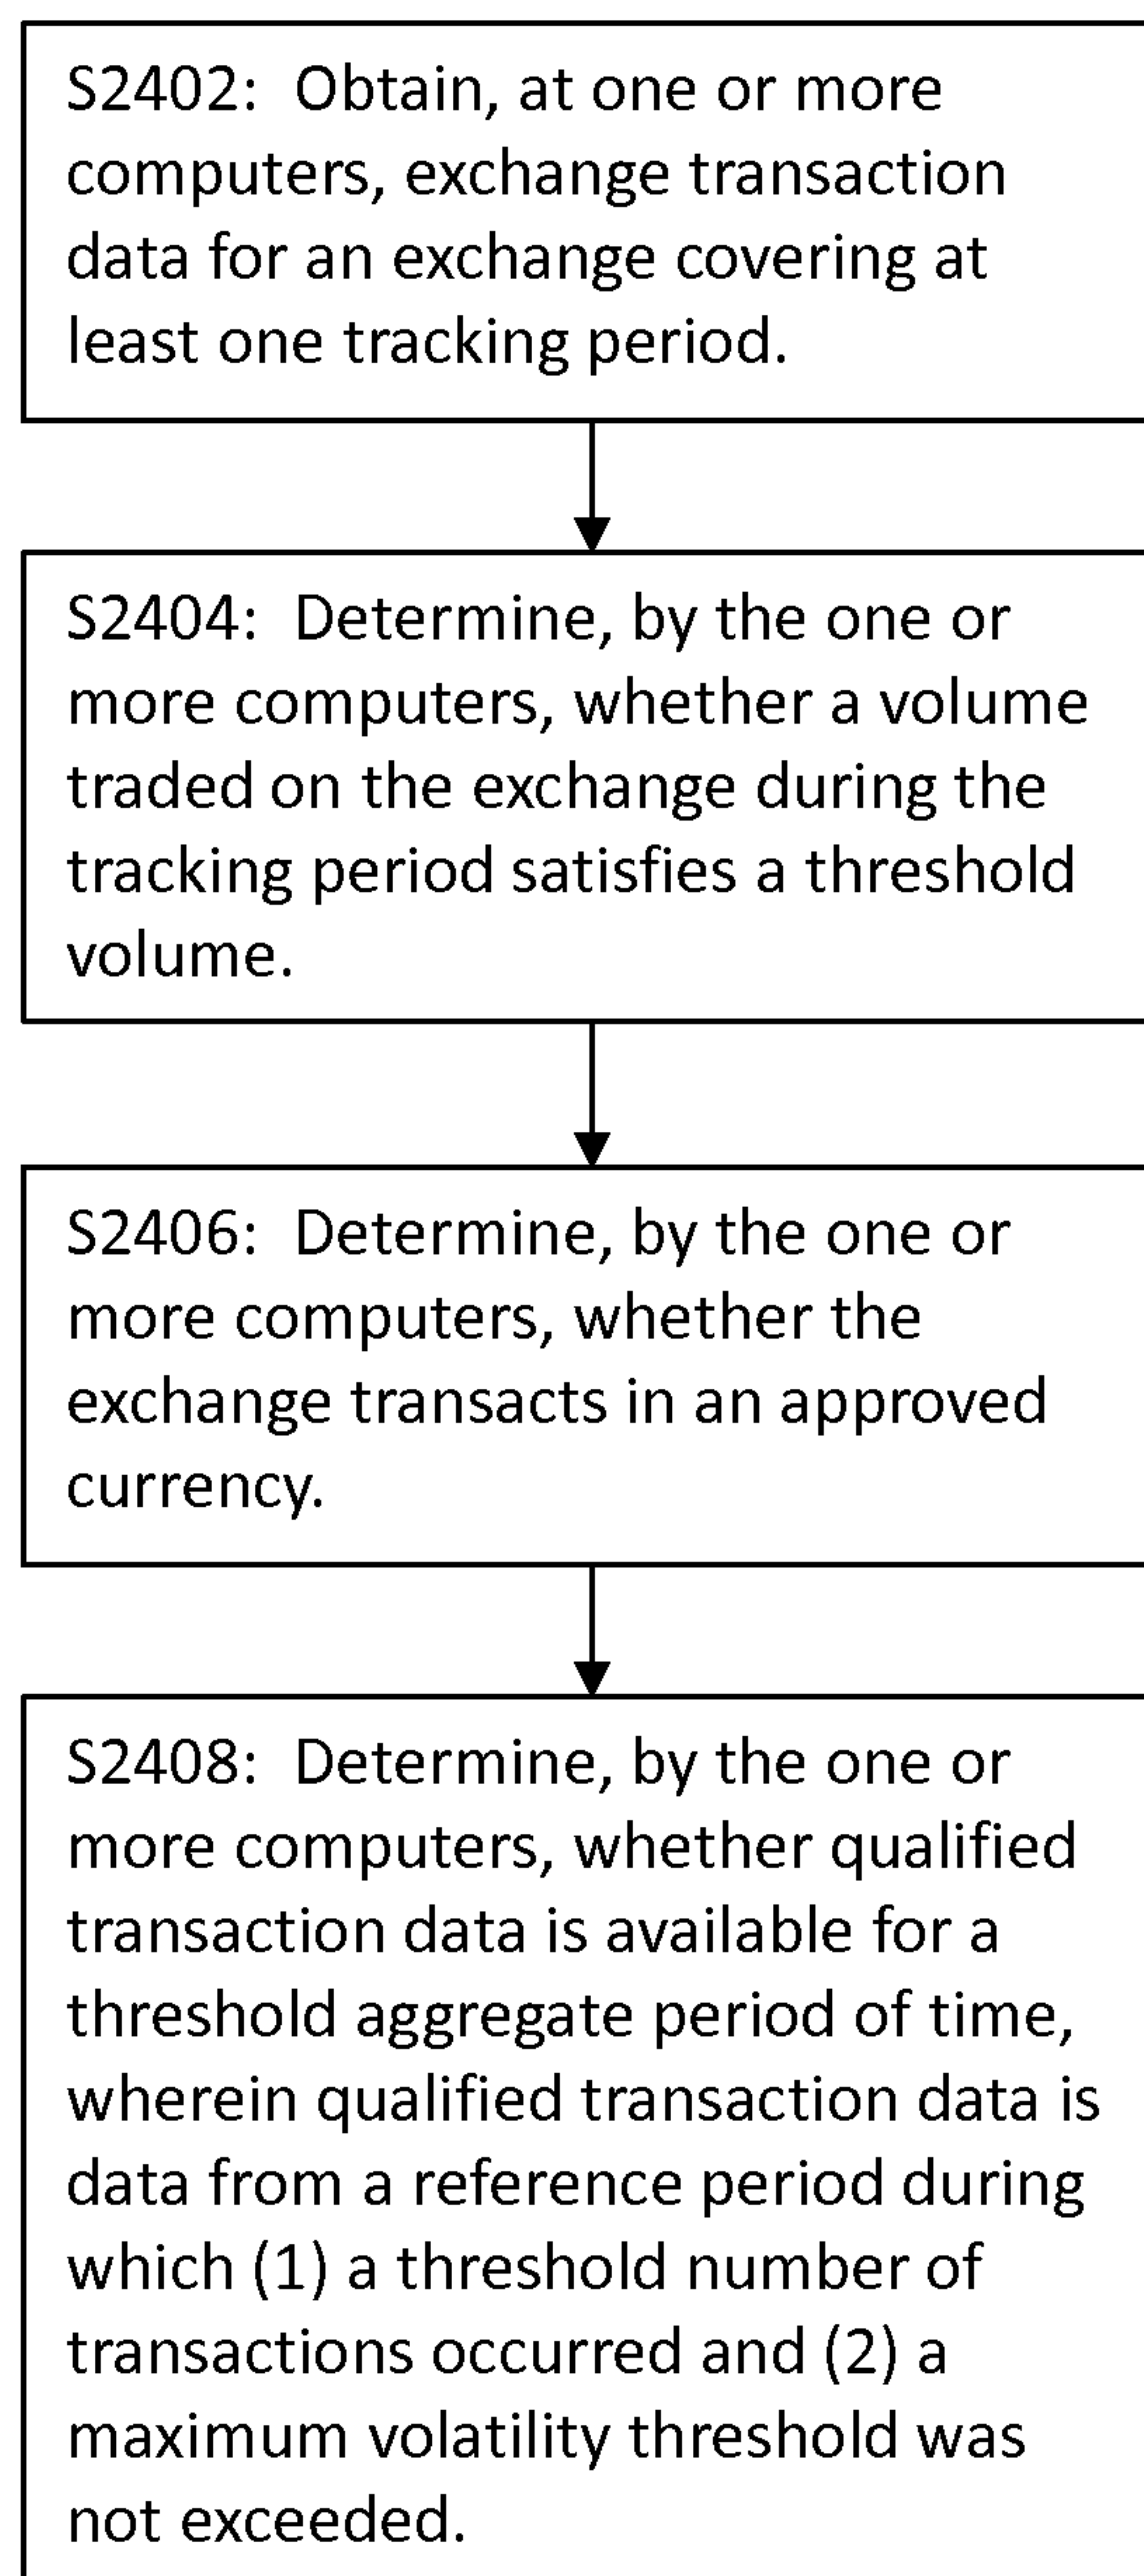 S2402:  Obtain, at one or more
computers, exchange transaction
data for an exchange covering at
least one tracking period.
S2404:  Determine, by the one or
more computers, whether a volume
traded on the exchange during the
tracking period satisfies a threshold
volume.
S2406:  Determine, by the one or
more computers, whether the
exchange transacts in an approved
currency.
S2408:  Determine, by the one or
more computers, whether qualified
transaction data is available for a
threshold aggregate period of time,
wherein qualified transaction data is
data from a reference period during
which (1) a threshold number of
transactions occurred and (2) a
maximum volatility threshold was
not exceeded.